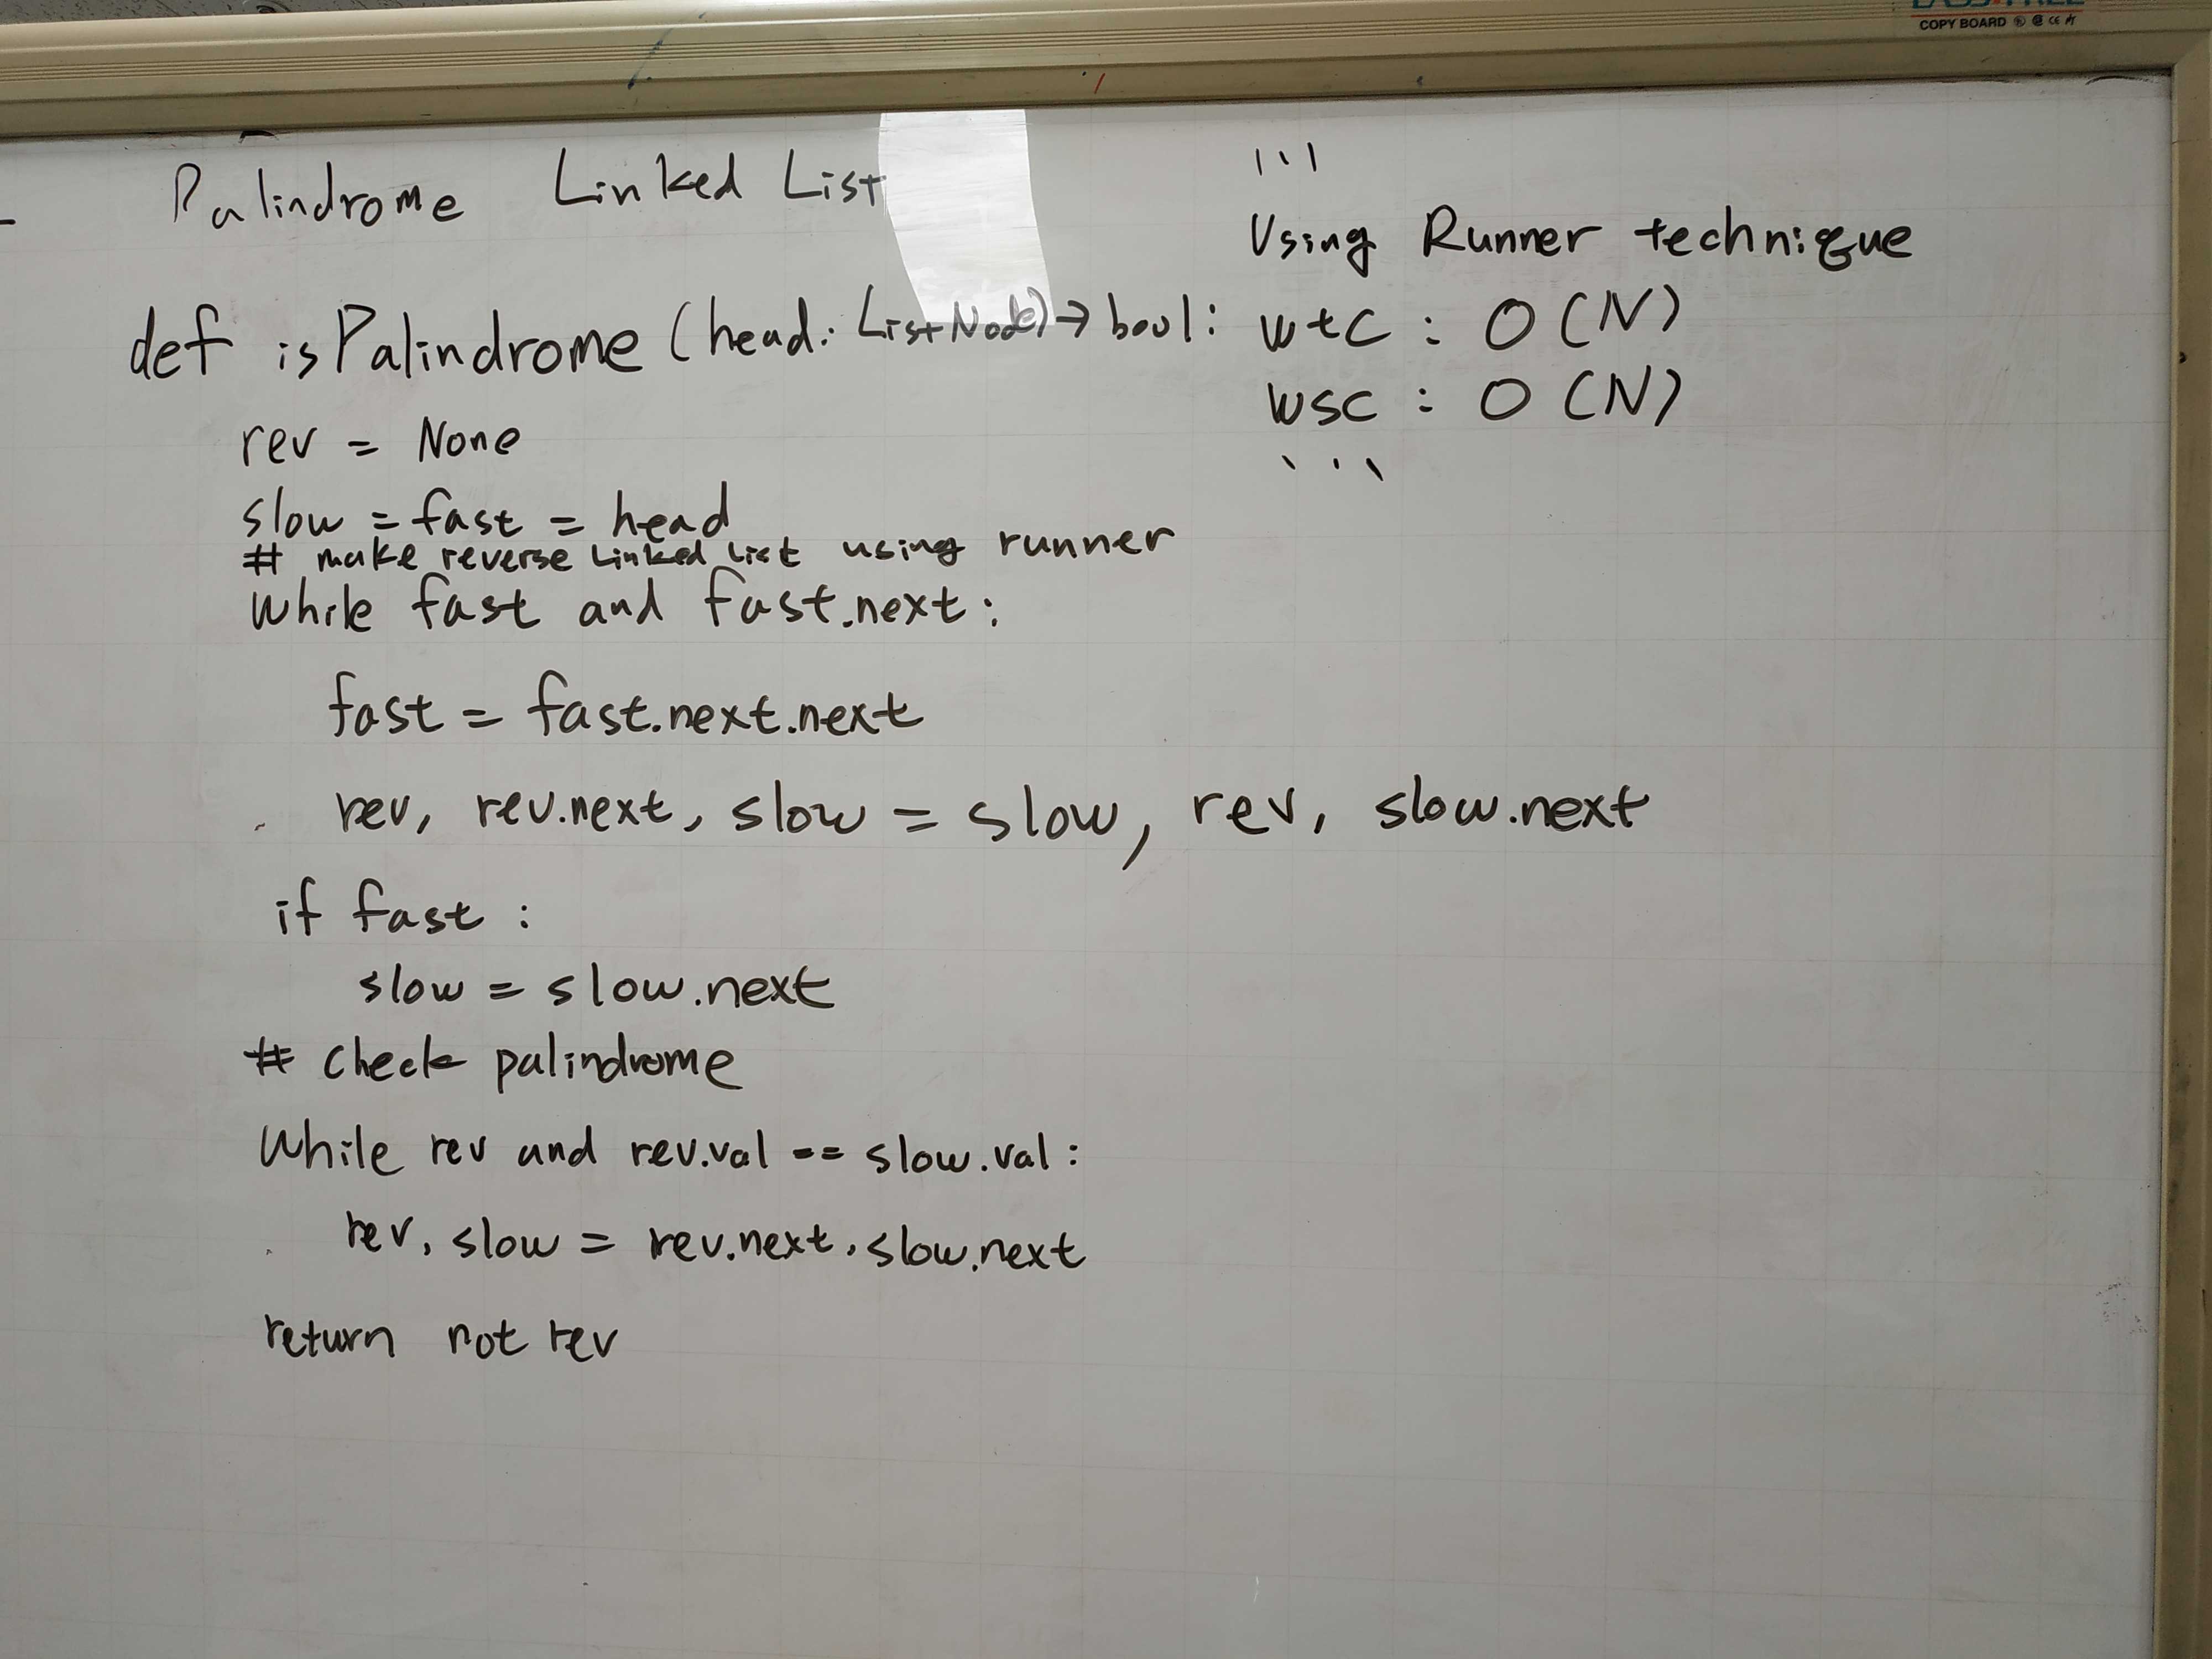 COPY BOARD
Palindrome Linked List
def isPalindrome (head: ListNode) → bool:
rev = None
slow = fast = head
# make reverse Linked List using runner
While fast and fast.next:
fast = fast.next.next
rev, rev.next, slow = slow, rev, slow.next
if fast :
slow = slow.next
# Check palindrome
While rev and rev.val == slow.val:
rev, slow = rev.next, slow.next
return not rev
'''
Using Runner technique
wtc : O (N)
wsc : O (N)
'''